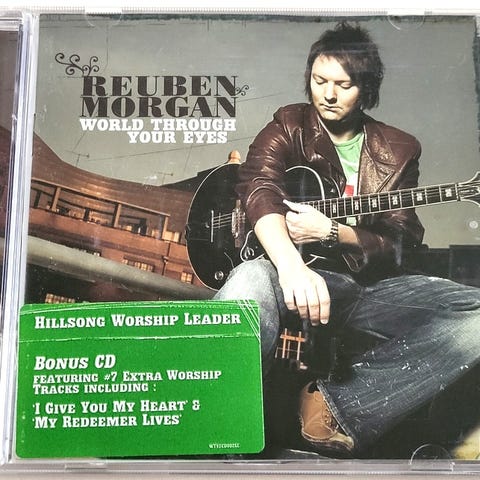 REUBEN
MORGAN
WORLD THROUGH
YOUR EYES
HILLSONG WORSHIP LEADER
BONUS CD
FEATURING #7 EXTRA WORSHIP
TRACKS INCLUDING :
'I GIVE YOU MY HEART' &
'MY REDEEMER LIVES'